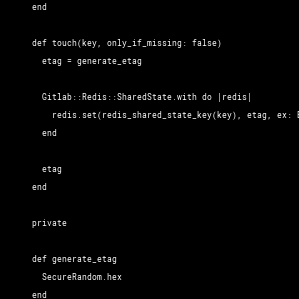 end
def touch(key, only_if_missing: false)
etag = generate_etag
Gitlab::Redis::SharedState.with do |redis|
redis.set(redis_shared_state_key(key), etag, ex:
end
etag
end
private
def generate_etag
SecureRandom.hex
end